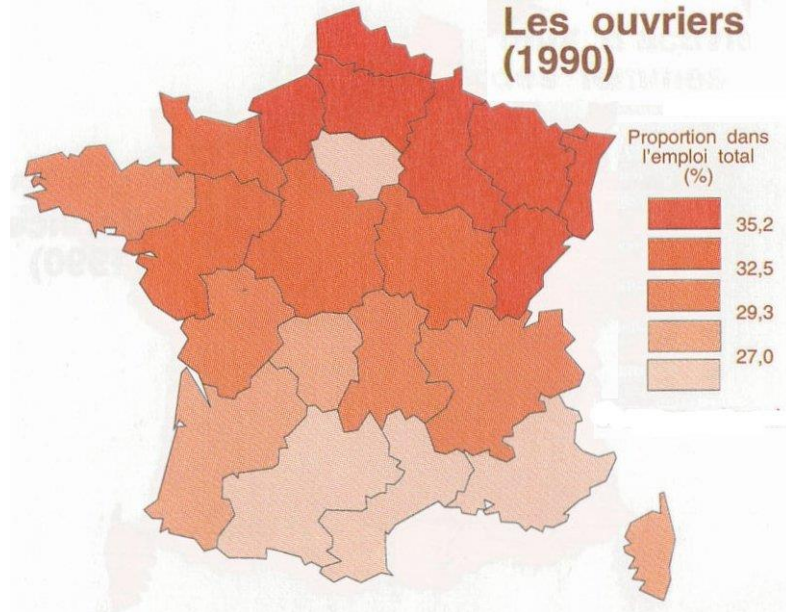 Les ouvriers
(1990)
Proportion dans
l'emploi total
(%)
35,2
32,5
29,3
27,0